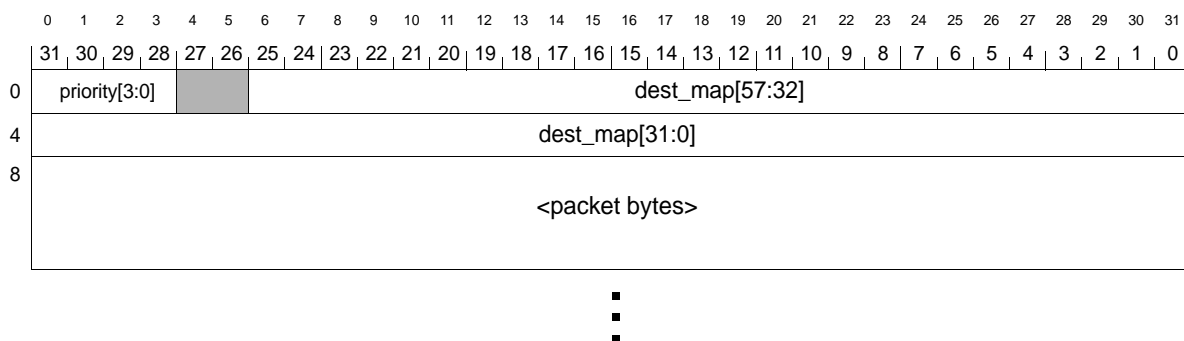 0 1 2 3 4 5 6 7 8 9 10 11 12 13 14 15 16 17 18 19 20 21 22 23 24 25 26 27 28 29 30 31
31 30 29 28 27 26 25 24 23 22 21 20 19 18 17 16 15 14 13 12 11 10 9 8 7 6 5 4 3 2 1 0
0 priority[3:0] dest_map[57:32]
4 dest_map[31:0]
8
<packet bytes>